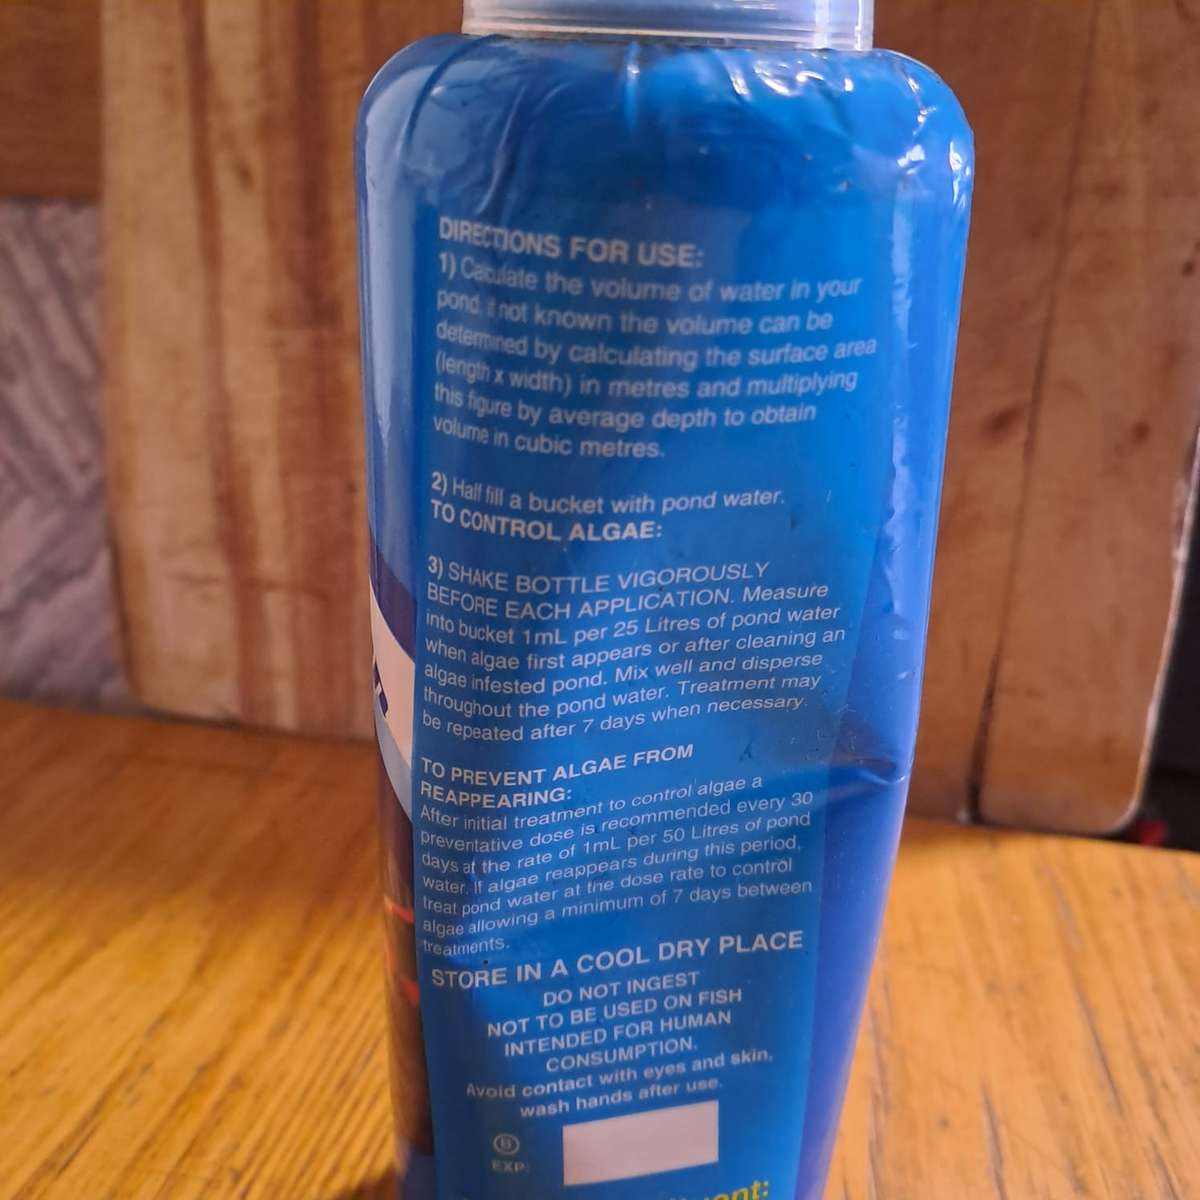 DIRECTIONS FOR USE:
1) Calculate the volume of water in your
pond. if not known the volume can be
determined by calculating the surface area
(length x width) in metres and multiplying
this figure by average depth to obtain
volume in cubic metres.
2) Half fill a bucket with pond water.
TO CONTROL ALGAE:
3) SHAKE BOTTLE VIGOROUSLY
BEFORE EACH APPLICATION. Measure
into bucket 1mL per 25 Litres of pond water
when algae first appears or after cleaning an
algae infested pond. Mix well and disperse
throughout the pond water. Treatment may
be repeated after 7 days when necessary.
TO PREVENT ALGAE FROM
REAPPEARING:
After initial treatment to control algae a
preventative dose is recommended every 30
days at the rate of 1mL per 50 Litres of pond
water. If algae reappears during this period,
treat pond water at the dose rate to control
algae allowing a minimum of 7 days between
treatments.
STORE IN A COOL DRY PLACE
DO NOT INGEST
NOT TO BE USED ON FISH
INTENDED FOR HUMAN
CONSUMPTION.
Avoid contact with eyes and skin,
wash hands after use.
B
EXP: